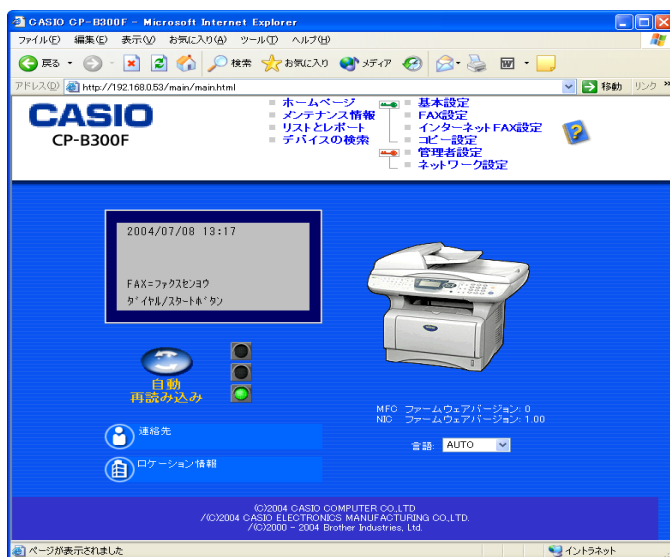 CASIO CP-B300F - Microsoft Internet Explorer
ファイル(F) 編集(E) 表示(V) お気に入り(A) ツール(T) ヘルプ(H)
戻る 検索 お気に入り メディア
アドレス(D) http://192.168.0.53/main/main.html 移動 リンク »
CASIO
CP-B300F
ホームページ
メンテナンス情報
リストとレポート
デバイスの検索
基本設定
FAX設定
インターネットFAX設定
コピー設定
管理者設定
ネットワーク設定
2004/07/08 13:17
FAX=ファクスセンヨウ
ダイヤル/スタートボタン
自動
再読み込み
MFC ファームウェアバージョン: 0
NIC ファームウェアバージョン: 1.00
言語: AUTO
連絡先
ロケーション情報
(C)2004 CASIO COMPUTER CO.,LTD
/(C)2004 CASIO ELECTRONICS MANUFACTURING CO.,LTD.
/(C)2000 - 2004 Brother Industries, Ltd.
ページが表示されました イントラネット